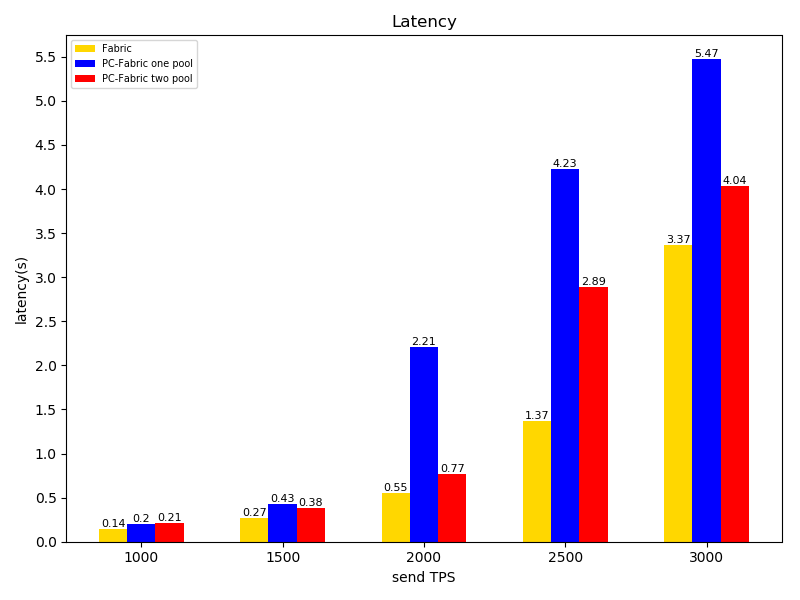 Latency
Fabric
PC-Fabric one pool
PC-Fabric two pool
latency(s)
5.5
5.0
4.5
4.0
3.5
3.0
2.5
2.0
1.5
1.0
0.5
0.0
0.14 0.2 0.21
0.27 0.43 0.38
0.55 2.21 0.77
1.37 4.23 2.89
3.37 5.47 4.04
1000 1500 2000 2500 3000
send TPS